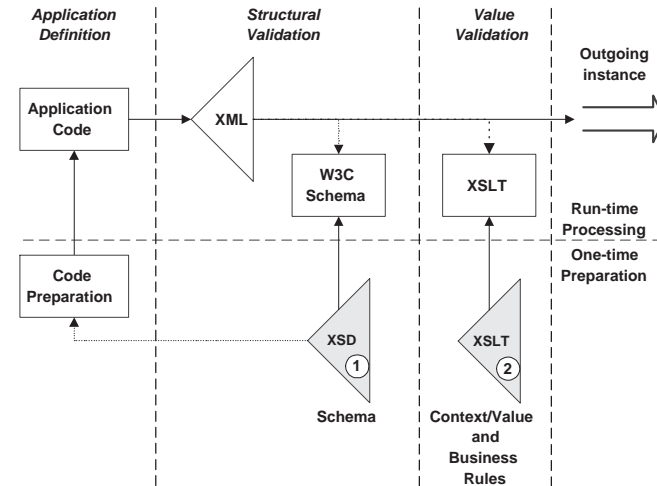 Application
Definition
Structural
Validation
Value
Validation
Outgoing
instance
Application
Code
XML
W3C
Schema
XSLT
Run-time
Processing
One-time
Preparation
Code
Preparation
XSD
1
XSLT
2
Schema
Context/Value
and
Business
Rules